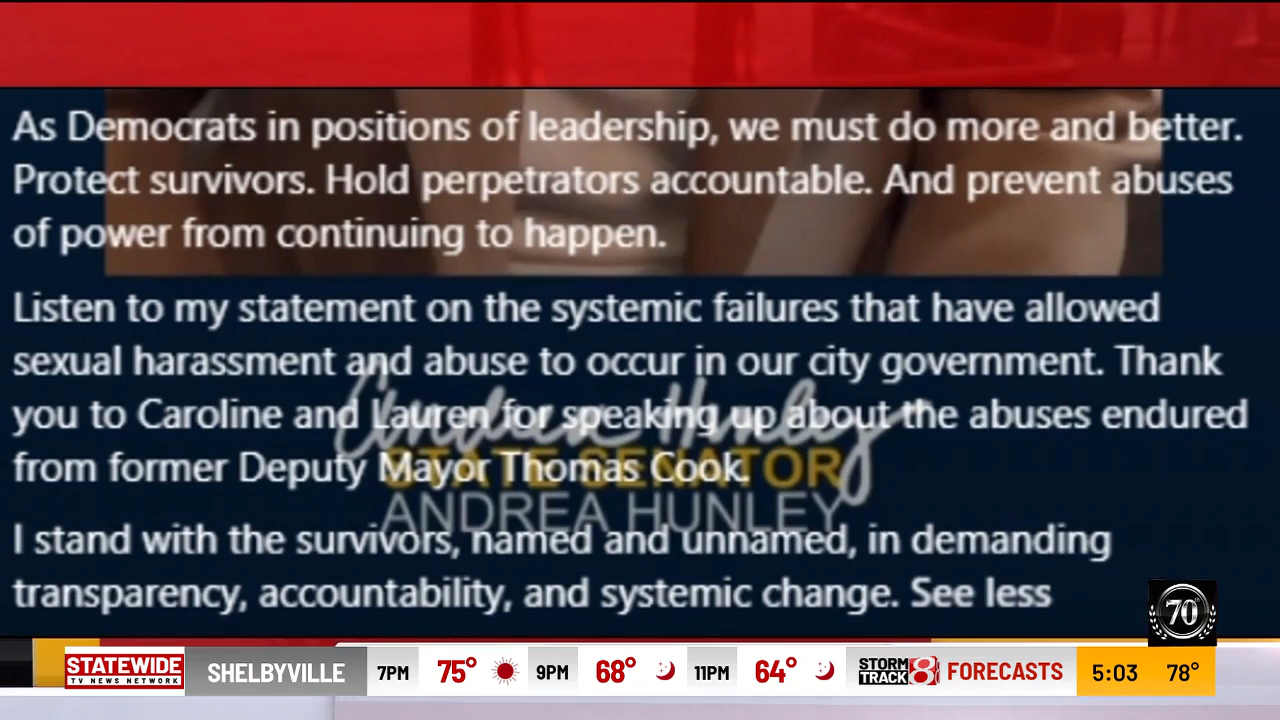 As Democrats in positions of leadership, we must do more and better.
Protect survivors. Hold perpetrators accountable. And prevent abuses
of power from continuing to happen.
Listen to my statement on the systemic failures that have allowed
sexual harassment and abuse to occur in our city government. Thank
you to Caroline and Lauren for speaking up about the abuses endured
from former Deputy Mayor Thomas Cook.
Andrea Hunley
STATE SENATOR
ANDREA HUNLEY
I stand with the survivors, named and unnamed, in demanding
transparency, accountability, and systemic change. See less
70th
STATEWIDE
TV NEWS NETWORK
SHELBYVILLE
7PM 75° 9PM 68° 11PM 64°
STORM
TRACK 8
FORECASTS
5:03 78°